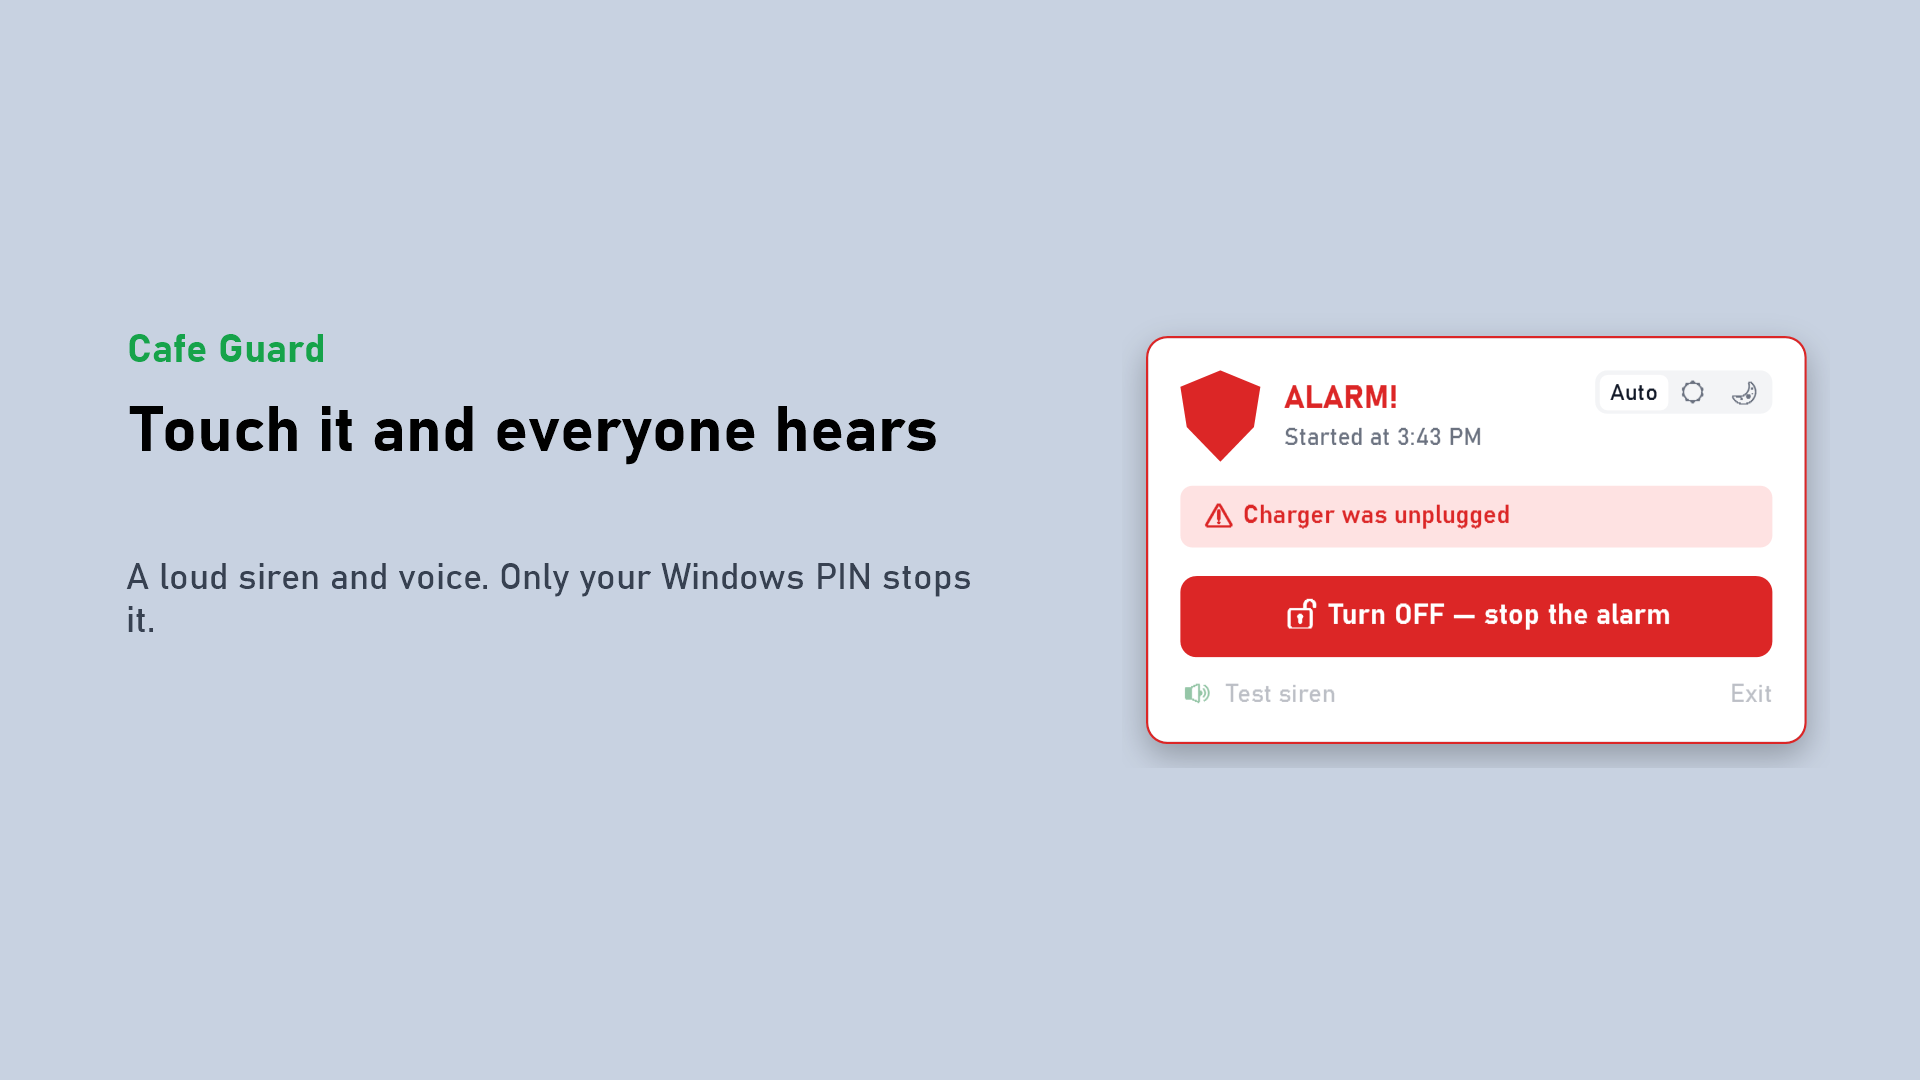 Cafe Guard
Touch it and everyone hears
A loud siren and voice. Only your Windows PIN stops
it.
ALARM!
Started at 3:43 PM
Auto
Charger was unplugged
Turn OFF — stop the alarm
Test siren
Exit